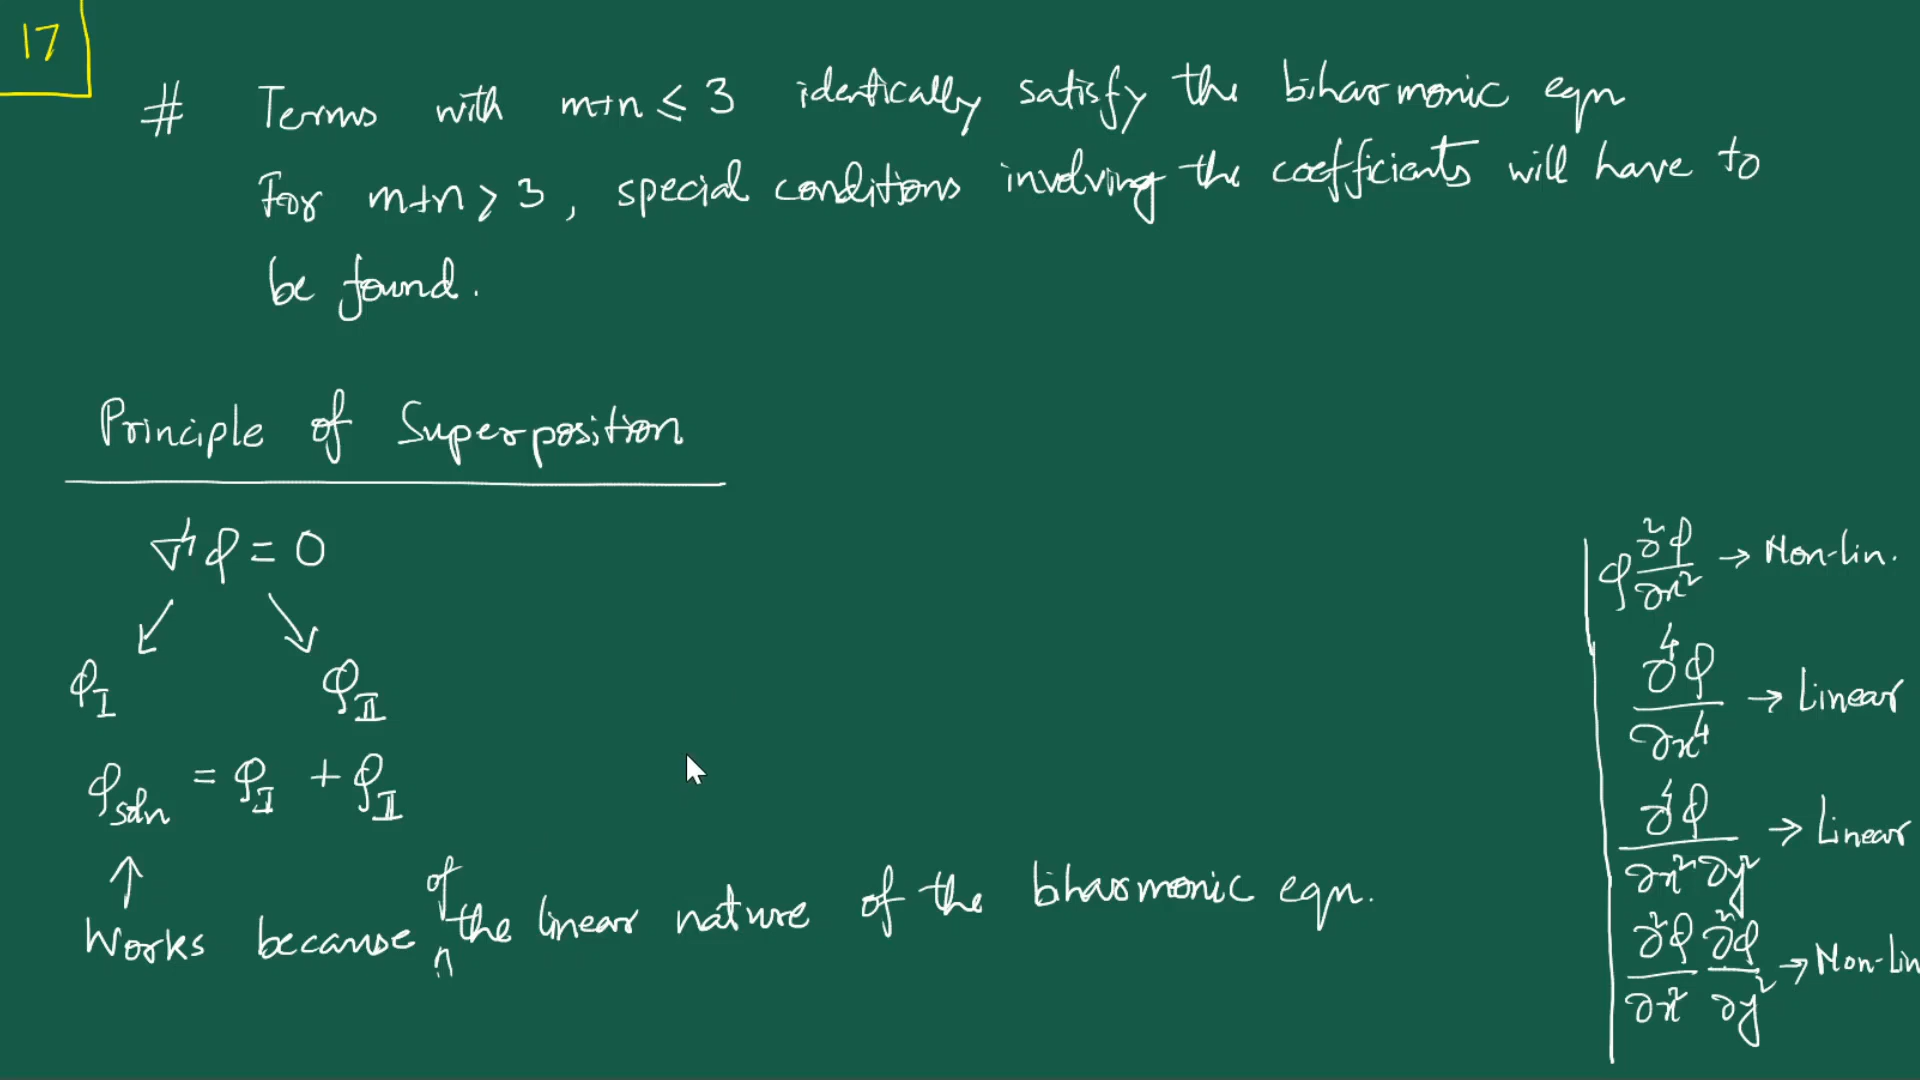 17
# Terms with m+n ≤ 3 identically satisfy the biharmonic eqn
For m+n > 3, special conditions involving the coefficients will have to
be found.
Principle of Superposition
∇⁴φ = 0
φ_I φ_II
φ_soln = φ_I + φ_II
↑
Works because of the linear nature of the biharmonic eqn.
φ ∂²φ/∂x² → Non-lin.
∂⁴φ/∂x⁴ → Linear
∂⁴φ/∂x²∂y² → Linear
∂²φ/∂x² ∂²φ/∂y² → Non-lin